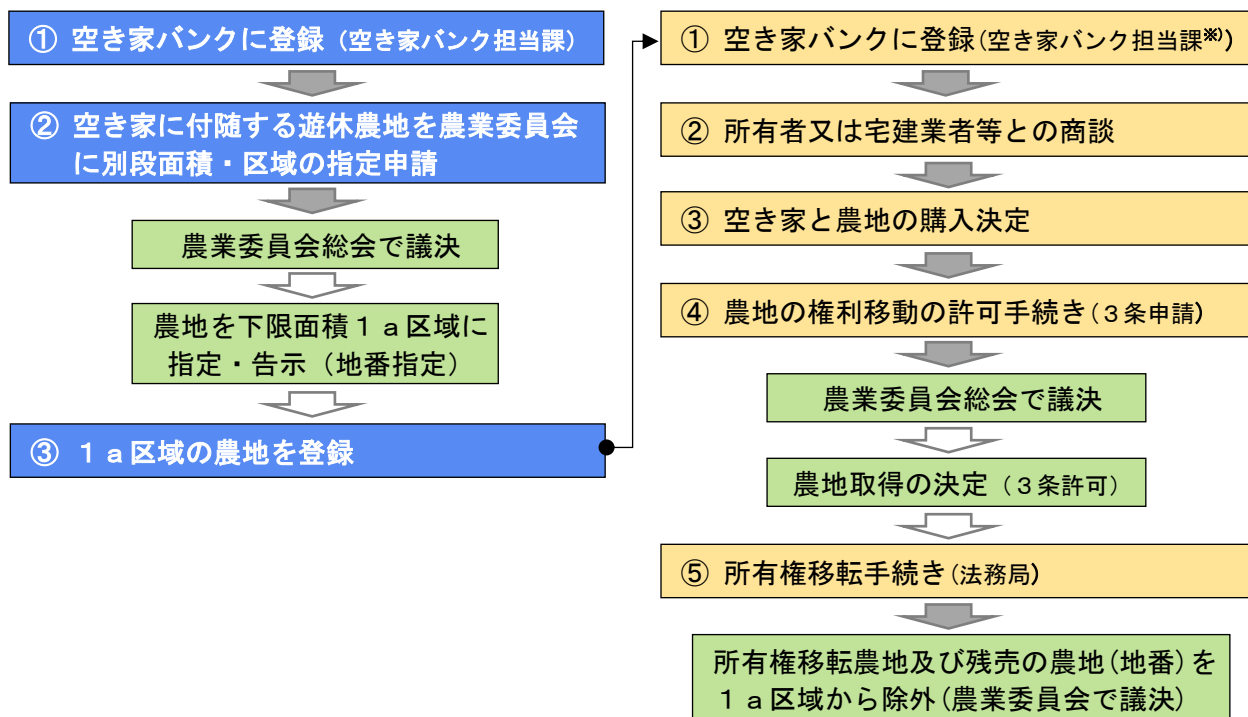 ① 空き家バンクに登録（空き家バンク担当課）
② 空き家に付随する遊休農地を農業委員会
に別段面積・区域の指定申請
農業委員会総会で議決
農地を下限面積１a区域に
指定・告示（地番指定）
③ １a区域の農地を登録
① 空き家バンクに登録(空き家バンク担当課※))
② 所有者又は宅建業者等との商談
③ 空き家と農地の購入決定
④ 農地の権利移動の許可手続き(３条申請)
農業委員会総会で議決
農地取得の決定（３条許可）
⑤ 所有権移転手続き(法務局)
所有権移転農地及び残売の農地(地番)を
１a区域から除外(農業委員会で議決)